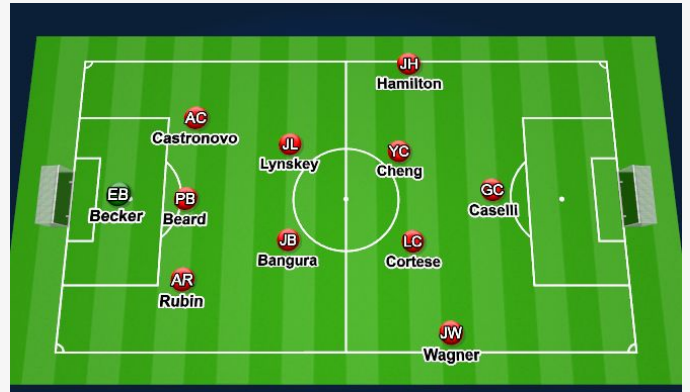 JH
Hamilton
AC
Castronovo
JL
Lynskey
YC
Cheng
EB
Becker
PB
Beard
GC
Caselli
JB
Bangura
LC
Cortese
AR
Rubin
JW
Wagner